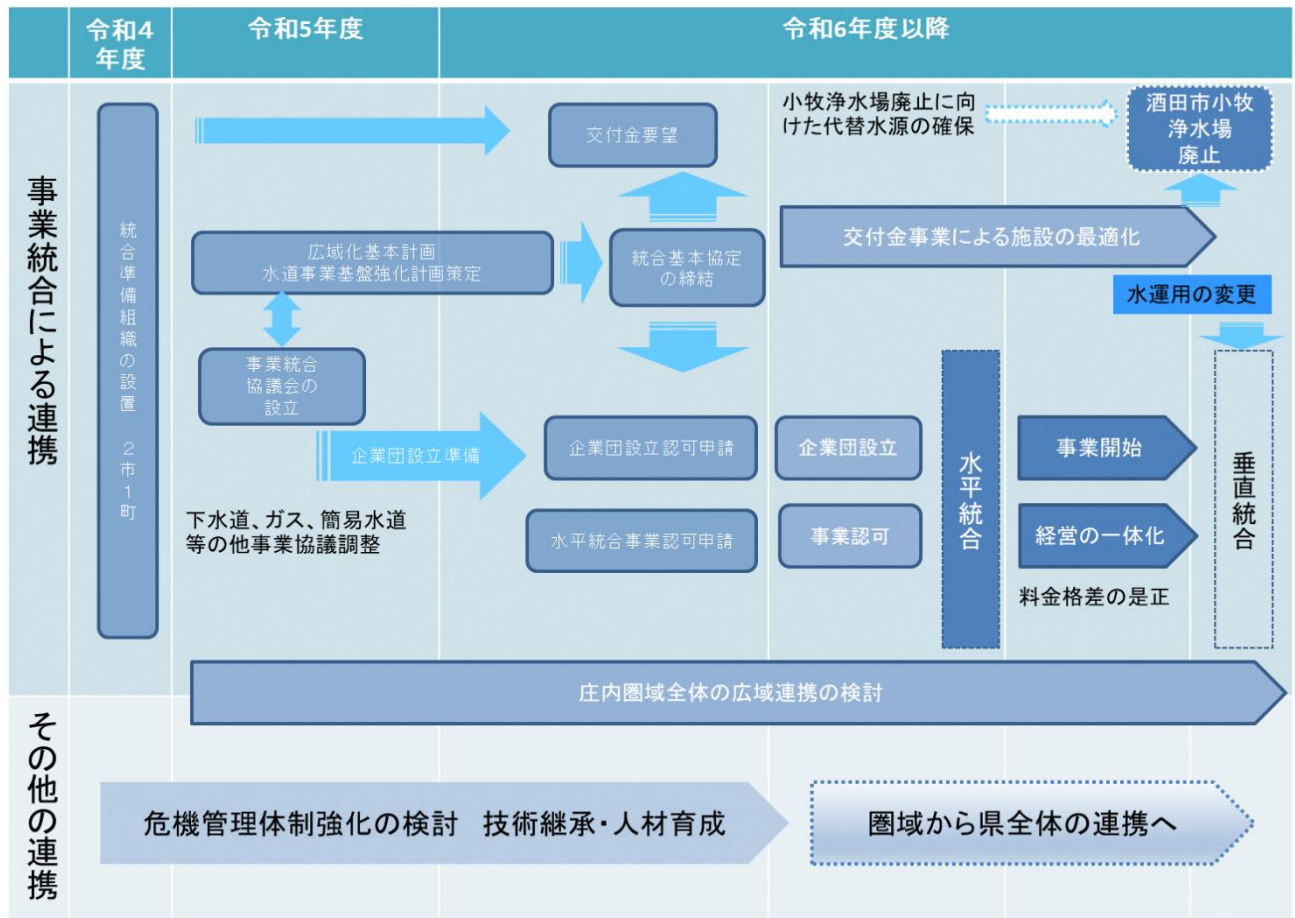 令和4
年度
令和5年度
令和6年度以降
事業統合による連携
統合準備組織の設置 2市1町
交付金要望
小牧浄水場廃止に向
けた代替水源の確保
酒田市小牧
浄水場
廃止
広域化基本計画
水道事業基盤強化計画策定
統合基本協定
の締結
交付金事業による施設の最適化
水運用の変更
事業統合
協議会の
設立
企業団設立準備
企業団設立認可申請
企業団設立
水平統合
事業開始
垂直統合
下水道、ガス、簡易水道
等の他事業協議調整
水平統合事業認可申請
事業認可
経営の一体化
料金格差の是正
庄内圏域全体の広域連携の検討
その他の連携
危機管理体制強化の検討 技術継承・人材育成
圏域から県全体の連携へ